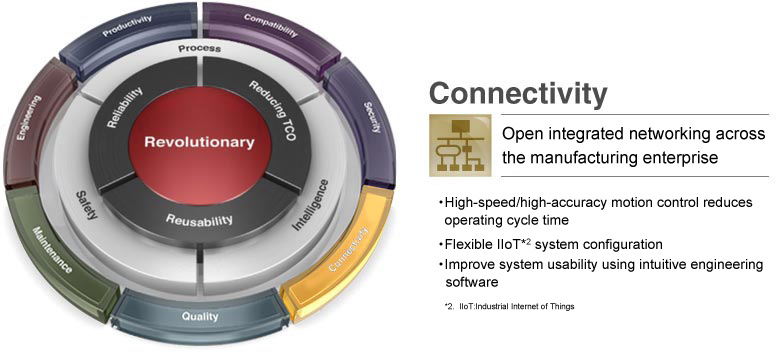 Productivity
Compatibility
Process
Engineering
Reliability
Reducing TCO
Security
Revolutionary
Safety
Reusability
Intelligence
Maintenance
Connectivity
Quality
Connectivity
Open integrated networking across
the manufacturing enterprise
・High-speed/high-accuracy motion control reduces
operating cycle time
・Flexible IIoT*2 system configuration
・Improve system usability using intuitive engineering
software
*2. IIoT:Industrial Internet of Things